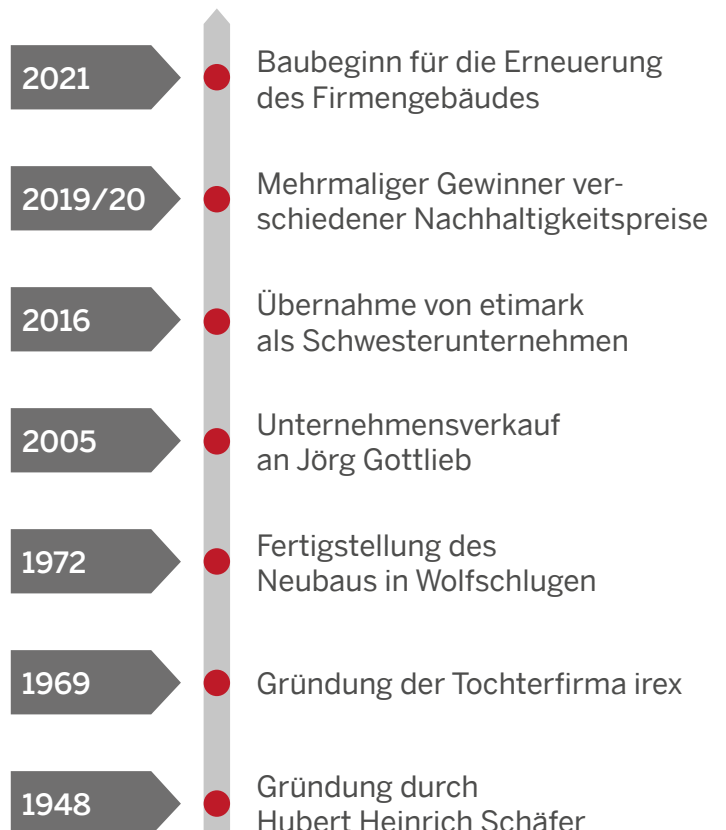 2021
Baubeginn für die Erneuerung
des Firmengebäudes
2019/20
Mehrmaliger Gewinner ver-
schiedener Nachhaltigkeitspreise
2016
Übernahme von etimark
als Schwesterunternehmen
2005
Unternehmensverkauf
an Jörg Gottlieb
1972
Fertigstellung des
Neubaus in Wolfschlugen
1969
Gründung der Tochterfirma irex
1948
Gründung durch
Hubert Heinrich Schäfer